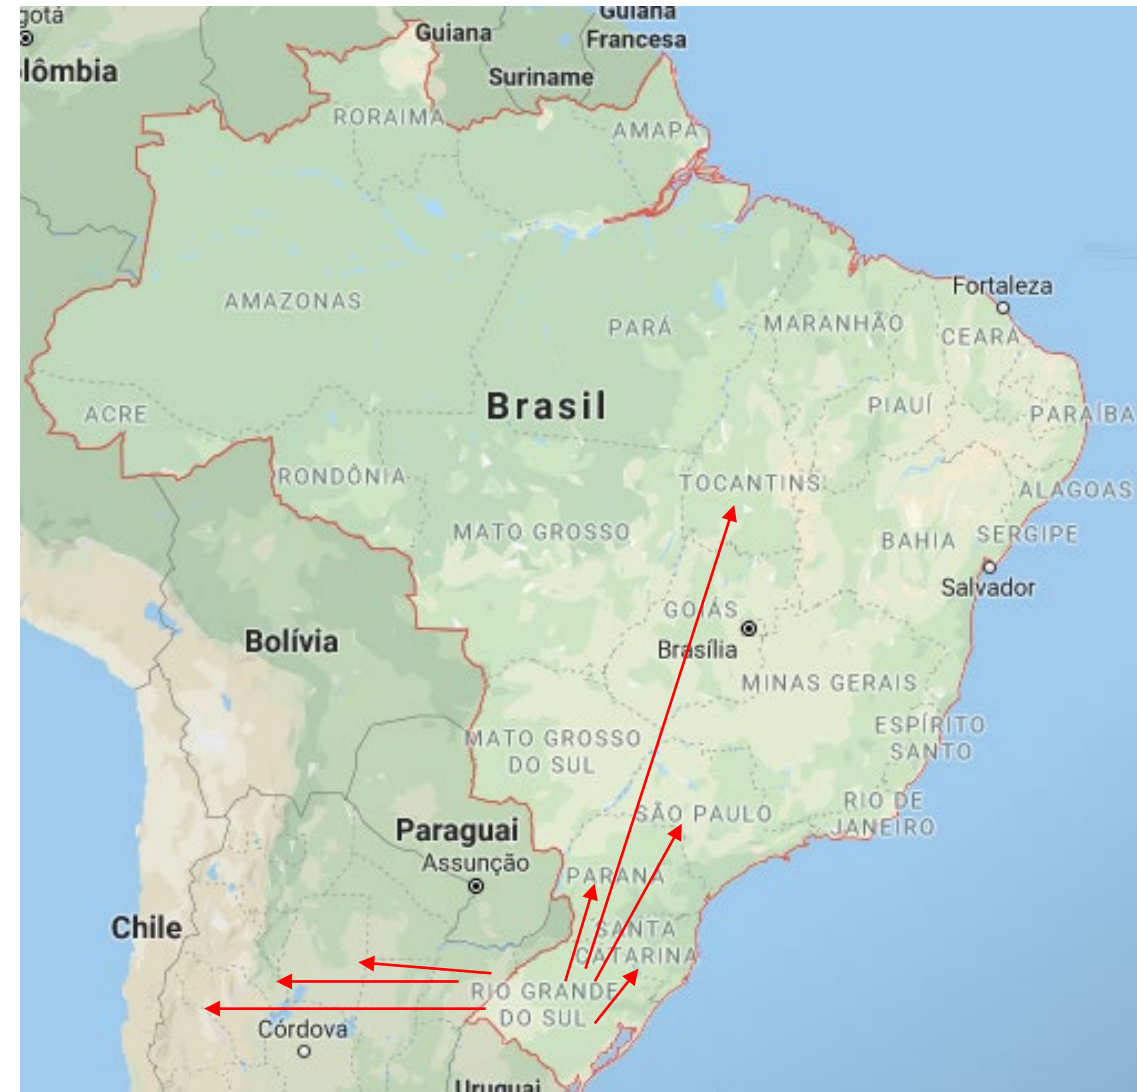 gotá
lômbia
Guiana
Guiana
Francesa
Suriname
RORAIMA
AMAPÁ
Fortaleza
AMAZONAS
PARÁ
MARANHÃO
CEARÁ
Brasil
ACRE
PIAUÍ
PARAÍBA
RONDÔNIA
TOCANTINS
ALAGOAS
MATO GROSSO
BAHIA
SERGIPE
Salvador
GOIÁS
Brasília
Bolívia
MINAS GERAIS
ESPÍRITO
SANTO
MATO GROSSO
DO SUL
SÃO PAULO
RIO DE
JANEIRO
Paraguai
Assunção
PARANÁ
Chile
SANTA
CATARINA
RIO GRANDE
DO SUL
Córdova
Uruguai